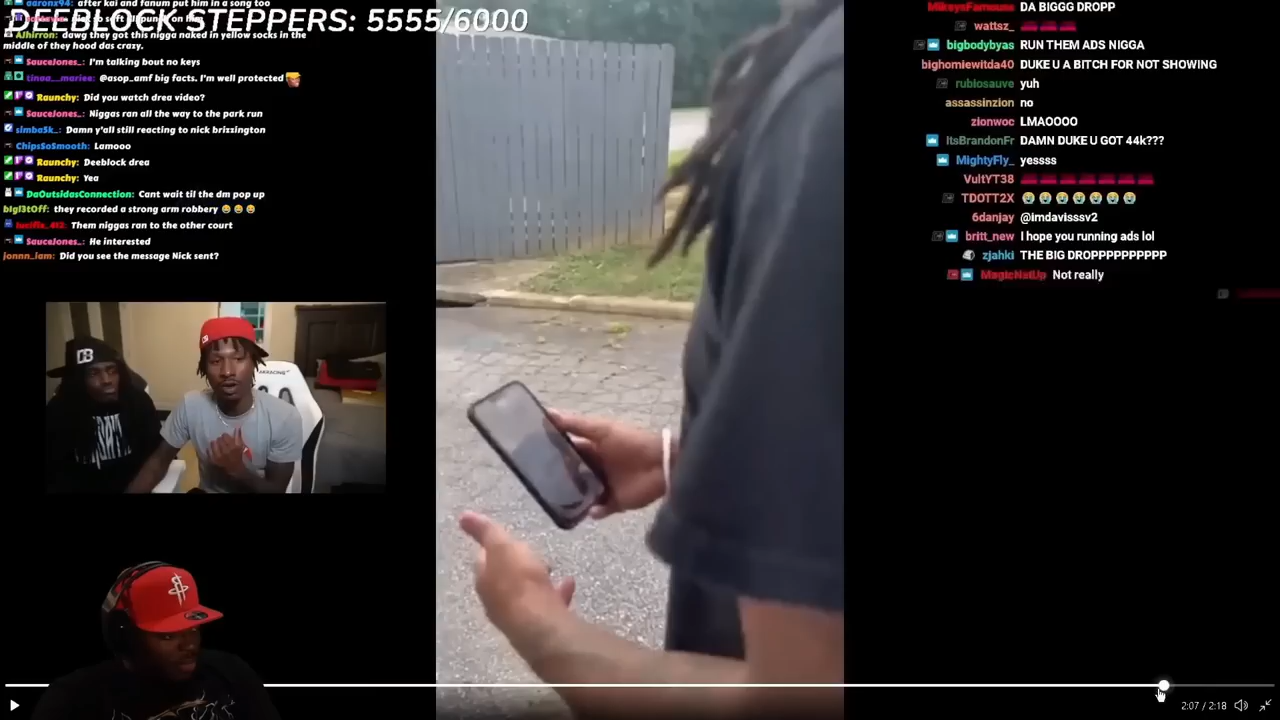 aaronx94: after kai and fanum put him in a song too
DEEBLOCK STEPPERS: 5555/6000
AJhirron: dawg they got this nigga naked in yellow socks in the
middle of they hood das crazy.
SauceJones_: I'm talking bout no keys
tinaa__mariee: @asop_amf big facts. I'm well protected
Raunchy: Did you watch drea video?
SauceJones_: Niggas ran all the way to the park run
simba5k_: Damn y'all still reacting to nick brixxington
ChipsSoSmooth: Lamooo
Raunchy: Deeblock drea
Raunchy: Yea
DaOutsidasConnection: Cant wait til the dm pop up
bigl3tOff: they recorded a strong arm robbery 😂😂😂
lucifix_412: Them niggas ran to the other court
SauceJones_: He interested
jonnn_iam: Did you see the message Nick sent?
DB
MikeysFamouss DA BIGGG DROPP
wattsz_
bigbodybyas RUN THEM ADS NIGGA
bighomiewitda40 DUKE U A BITCH FOR NOT SHOWING
rubiosauve yuh
assassinzion no
zionwoc LMAOOOO
ItsBrandonFr DAMN DUKE U GOT 44k???
MightyFly_ yessss
VultYT38
TDOTT2X 😭😭😭😭😭😭😭
6danjay @imdavisssv2
britt_new I hope you running ads lol
zjahki THE BIG DROPPPPPPPPPP
MagicNatUp Not really
2:07 / 2:18